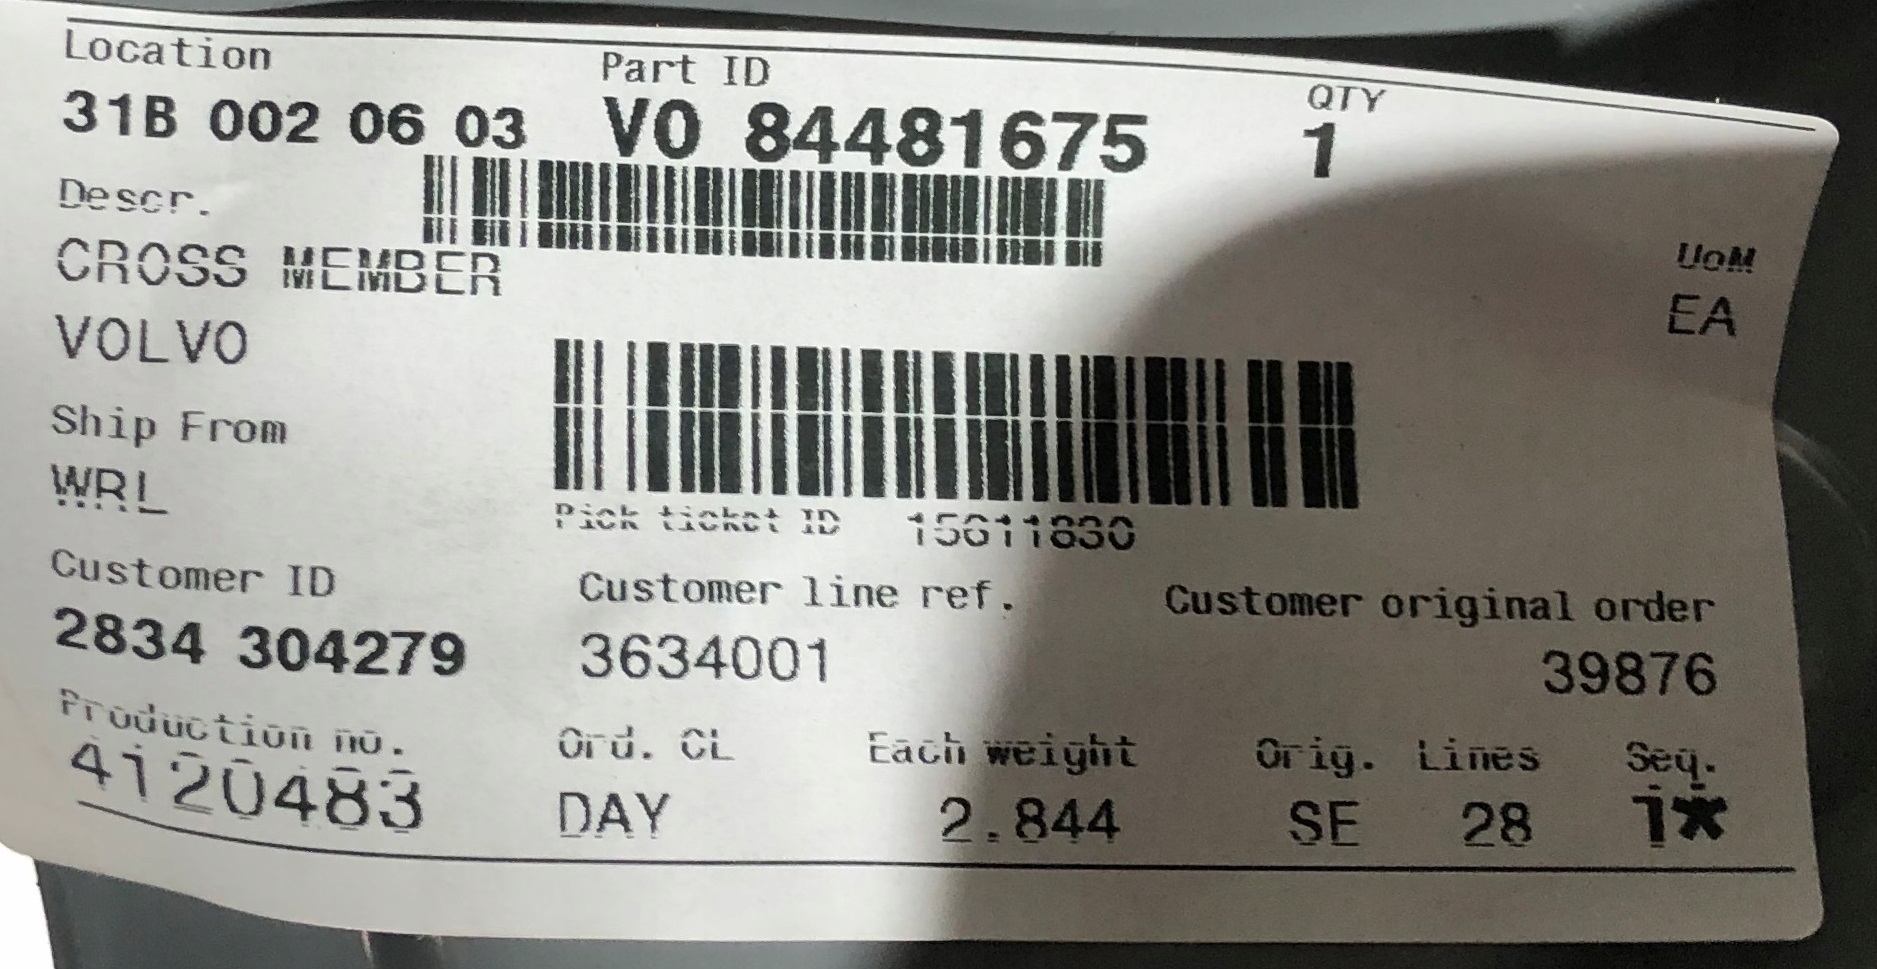 Location Part ID QTY
31B 002 06 03 VO 84481675 1
Descr.
CROSS MEMBER
UoM
EA
VOLVO
Ship From
WRL
Pick ticket ID 15611830
Customer ID Customer line ref. Customer original order
2834 304279 3634001 39876
Production no. Ord. CL Each weight Orig. Lines Seq.
4120483 DAY 2.844 SE 28 1*